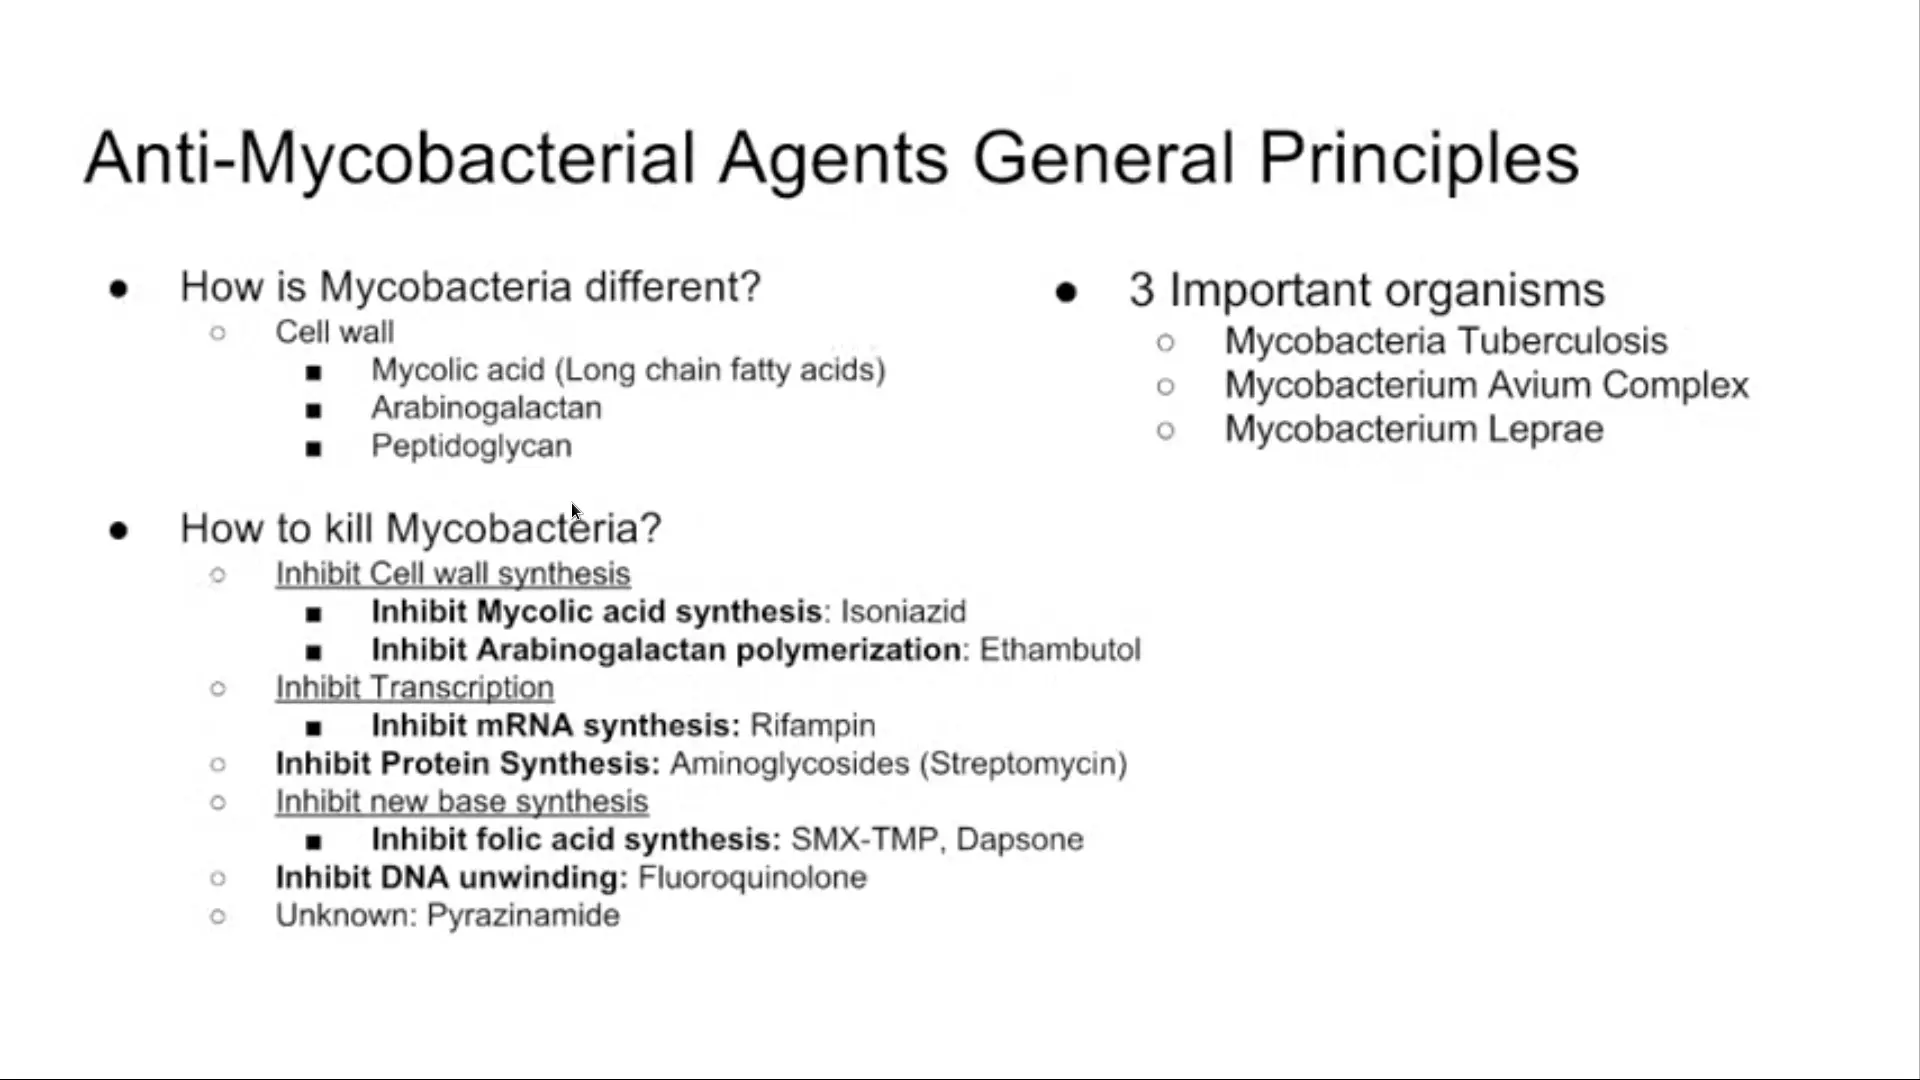 Anti-Mycobacterial Agents General Principles
● How is Mycobacteria different?
○ Cell wall
■ Mycolic acid (Long chain fatty acids)
■ Arabinogalactan
■ Peptidoglycan
● How to kill Mycobacteria?
○ Inhibit Cell wall synthesis
■ Inhibit Mycolic acid synthesis: Isoniazid
■ Inhibit Arabinogalactan polymerization: Ethambutol
○ Inhibit Transcription
■ Inhibit mRNA synthesis: Rifampin
○ Inhibit Protein Synthesis: Aminoglycosides (Streptomycin)
○ Inhibit new base synthesis
■ Inhibit folic acid synthesis: SMX-TMP, Dapsone
○ Inhibit DNA unwinding: Fluoroquinolone
○ Unknown: Pyrazinamide
● 3 Important organisms
○ Mycobacteria Tuberculosis
○ Mycobacterium Avium Complex
○ Mycobacterium Leprae